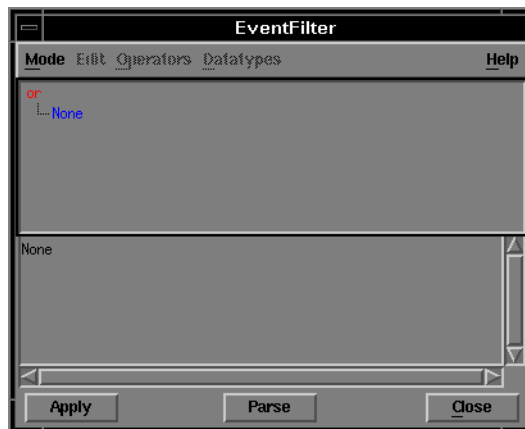 EventFilter
Mode Edit Operators Datatypes Help
or
None
None
Apply Parse Close